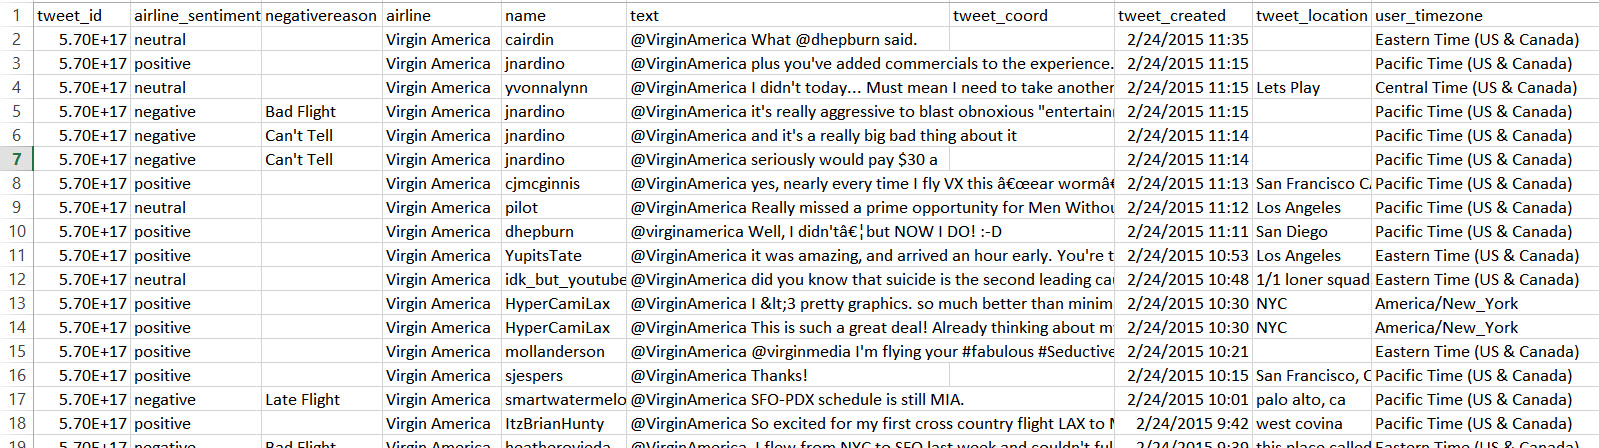 1 tweet_id airline_sentiment negativereason airline name text tweet_coord tweet_created tweet_location user_timezone
2 5.70E+17 neutral Virgin America cairdin @VirginAmerica What @dhepburn said. 2/24/2015 11:35 Eastern Time (US & Canada)
3 5.70E+17 positive Virgin America jnardino @VirginAmerica plus you've added commercials to the experience. 2/24/2015 11:15 Pacific Time (US & Canada)
4 5.70E+17 neutral Virgin America yvonnalynn @VirginAmerica I didn't today... Must mean I need to take another 2/24/2015 11:15 Lets Play Central Time (US & Canada)
5 5.70E+17 negative Bad Flight Virgin America jnardino @VirginAmerica it's really aggressive to blast obnoxious "entertain 2/24/2015 11:15 Pacific Time (US & Canada)
6 5.70E+17 negative Can't Tell Virgin America jnardino @VirginAmerica and it's a really big bad thing about it 2/24/2015 11:14 Pacific Time (US & Canada)
7 5.70E+17 negative Can't Tell Virgin America jnardino @VirginAmerica seriously would pay $30 a 2/24/2015 11:14 Pacific Time (US & Canada)
8 5.70E+17 positive Virgin America cjmcginnis @VirginAmerica yes, nearly every time I fly VX this â€œear wormâ€ 2/24/2015 11:13 San Francisco CA Pacific Time (US & Canada)
9 5.70E+17 neutral Virgin America pilot @VirginAmerica Really missed a prime opportunity for Men Withou 2/24/2015 11:12 Los Angeles Pacific Time (US & Canada)
10 5.70E+17 positive Virgin America dhepburn @virginamerica Well, I didn'tâ€¦but NOW I DO! :-D 2/24/2015 11:11 San Diego Pacific Time (US & Canada)
11 5.70E+17 positive Virgin America YupitsTate @VirginAmerica it was amazing, and arrived an hour early. You're t 2/24/2015 10:53 Los Angeles Eastern Time (US & Canada)
12 5.70E+17 neutral Virgin America idk_but_youtube @VirginAmerica did you know that suicide is the second leading cau 2/24/2015 10:48 1/1 loner squad Eastern Time (US & Canada)
13 5.70E+17 positive Virgin America HyperCamiLax @VirginAmerica I &lt;3 pretty graphics. so much better than minim 2/24/2015 10:30 NYC America/New_York
14 5.70E+17 positive Virgin America HyperCamiLax @VirginAmerica This is such a great deal! Already thinking about my 2/24/2015 10:30 NYC America/New_York
15 5.70E+17 positive Virgin America mollanderson @VirginAmerica @virginmedia I'm flying your #fabulous #Seductive 2/24/2015 10:21 Eastern Time (US & Canada)
16 5.70E+17 positive Virgin America sjespers @VirginAmerica Thanks! 2/24/2015 10:15 San Francisco, C Pacific Time (US & Canada)
17 5.70E+17 negative Late Flight Virgin America smartwatermelo @VirginAmerica SFO-PDX schedule is still MIA. 2/24/2015 10:01 palo alto, ca Pacific Time (US & Canada)
18 5.70E+17 positive Virgin America ItzBrianHunty @VirginAmerica So excited for my first cross country flight LAX to M 2/24/2015 9:42 west covina Pacific Time (US & Canada)
19 5.70E+17 negative Bad Flight Virgin America heatherovieda @VirginAmerica I flew from NYC to SFO last week and couldn't ful 2/24/2015 9:39 this place called Eastern Time (US & Canada)